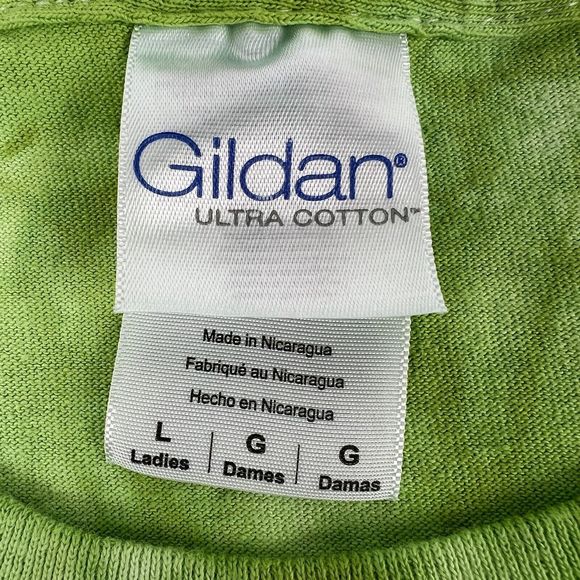 Gildan®
ULTRA COTTON™
Made in Nicaragua
Fabriqué au Nicaragua
Hecho en Nicaragua
L | G | G
Ladies | Dames | Damas